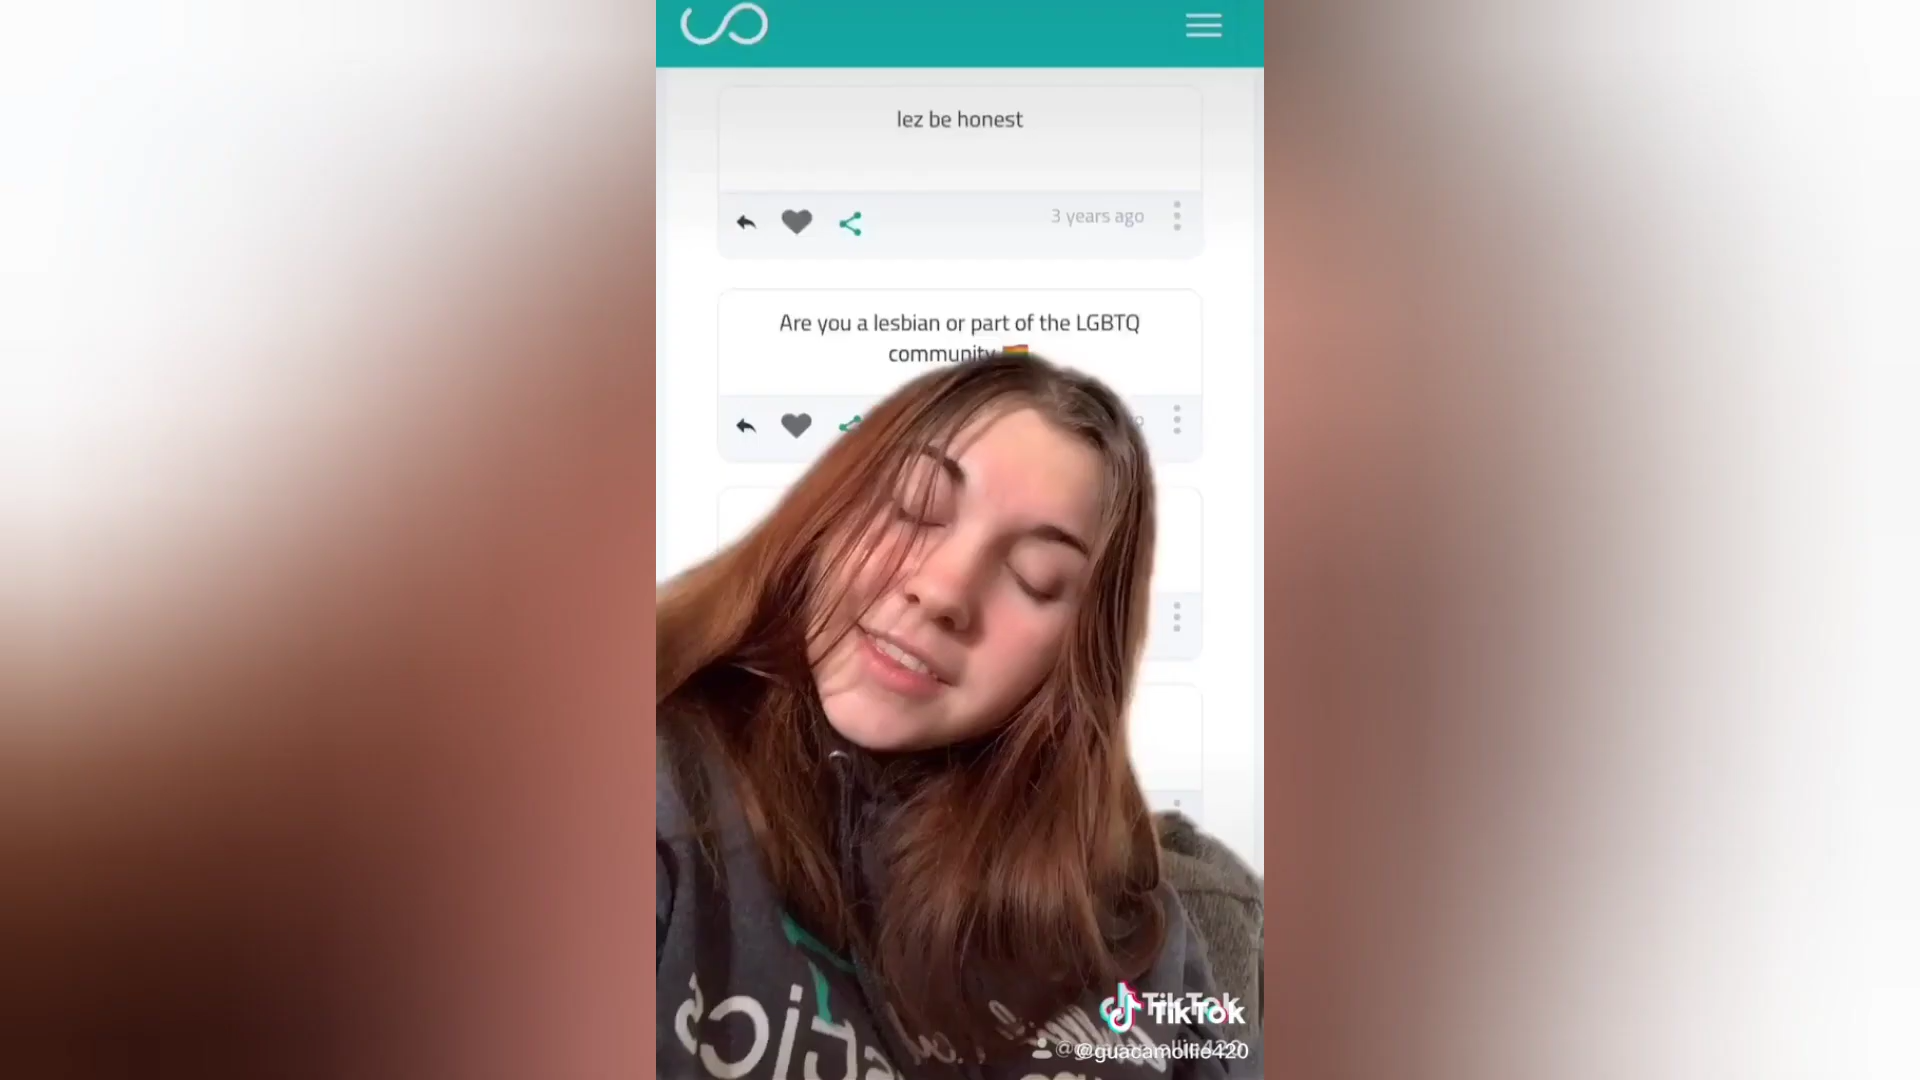 lez be honest
3 years ago
Are you a lesbian or part of the LGBTQ
community 🏳️‍🌈
TikTok
@guacamollie420